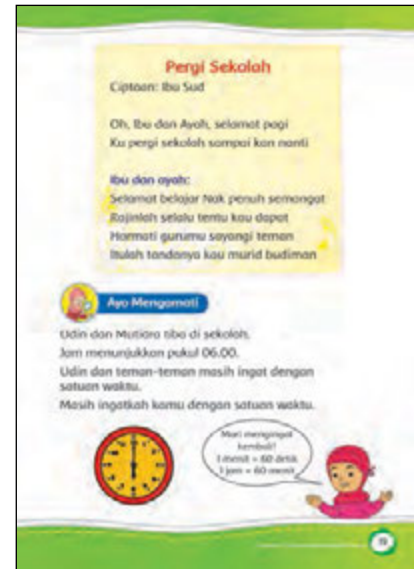 Pergi Sekolah
Ciptaan: Ibu Sud
Oh, Ibu dan Ayah, selamat pagi
Ku pergi sekolah sampai kan nanti
Ibu dan ayah:
Selamat belajar Nak penuh semangat
Rajinlah selalu tentu kau dapat
Hormati gurumu sayangi teman
Itulah tandanya kau murid budiman
Ayo Mengamati
Udin dan Mutiara tiba di sekolah.
Jam menunjukkan pukul 06.00.
Udin dan teman-teman masih ingat dengan
satuan waktu.
Masih ingatkah kamu dengan satuan waktu.
Mari mengingat
kembali!
1 menit = 60 detik
1 jam = 60 menit